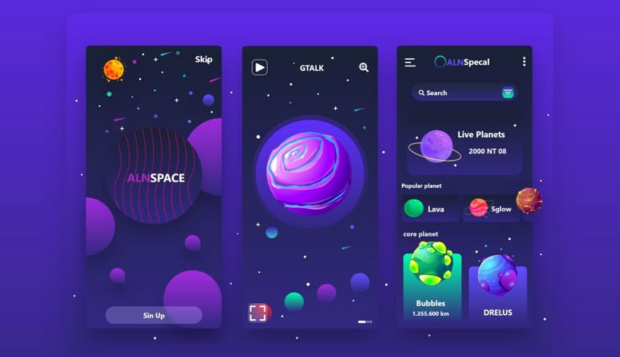 Skip
ALNSPACE
Sin Up
GTALK
ALNSpecal
Search
Live Planets
2000 NT 08
Popular planet
Lava
Sglow
core planet
Bubbles
1.355.600 km
DRELUS